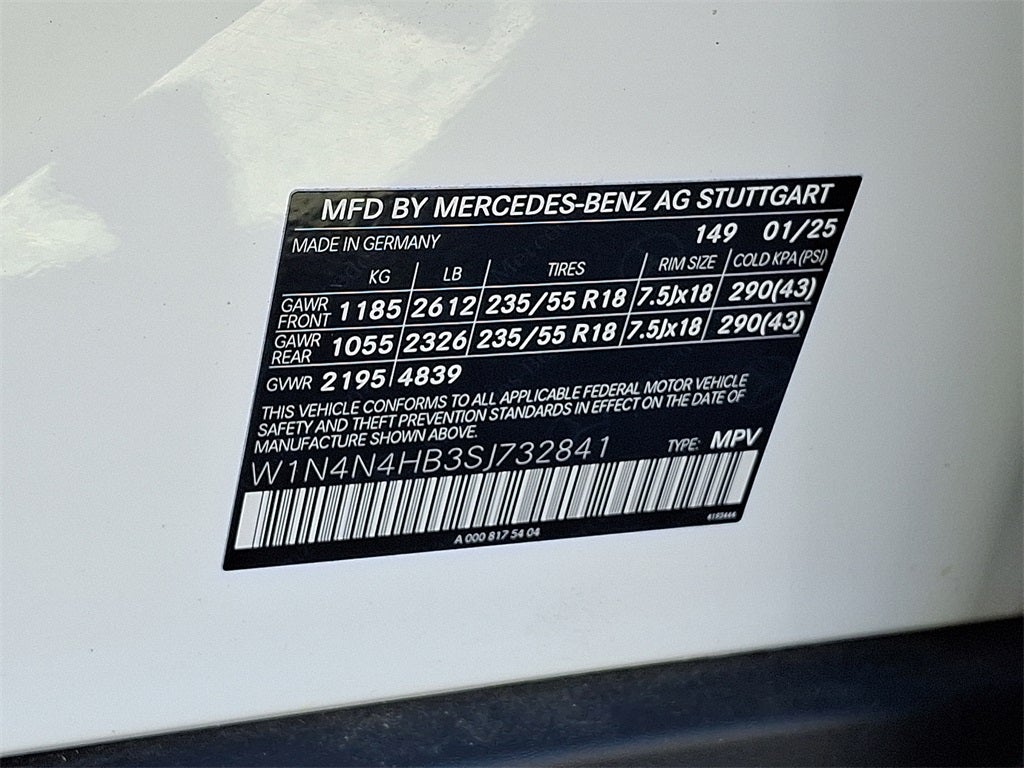 MFD BY MERCEDES-BENZ AG STUTTGART
MADE IN GERMANY 149 01/25
KG LB TIRES RIM SIZE COLD KPA (PSI)
GAWR FRONT 1185 2612 235/55 R18 7.5Jx18 290(43)
GAWR REAR 1055 2326 235/55 R18 7.5Jx18 290(43)
GVWR 2195 4839
THIS VEHICLE CONFORMS TO ALL APPLICABLE FEDERAL MOTOR VEHICLE
SAFETY AND THEFT PREVENTION STANDARDS IN EFFECT ON THE DATE OF
MANUFACTURE SHOWN ABOVE.
W1N4N4HB3SJ732841 TYPE: MPV
A 000 817 54 04